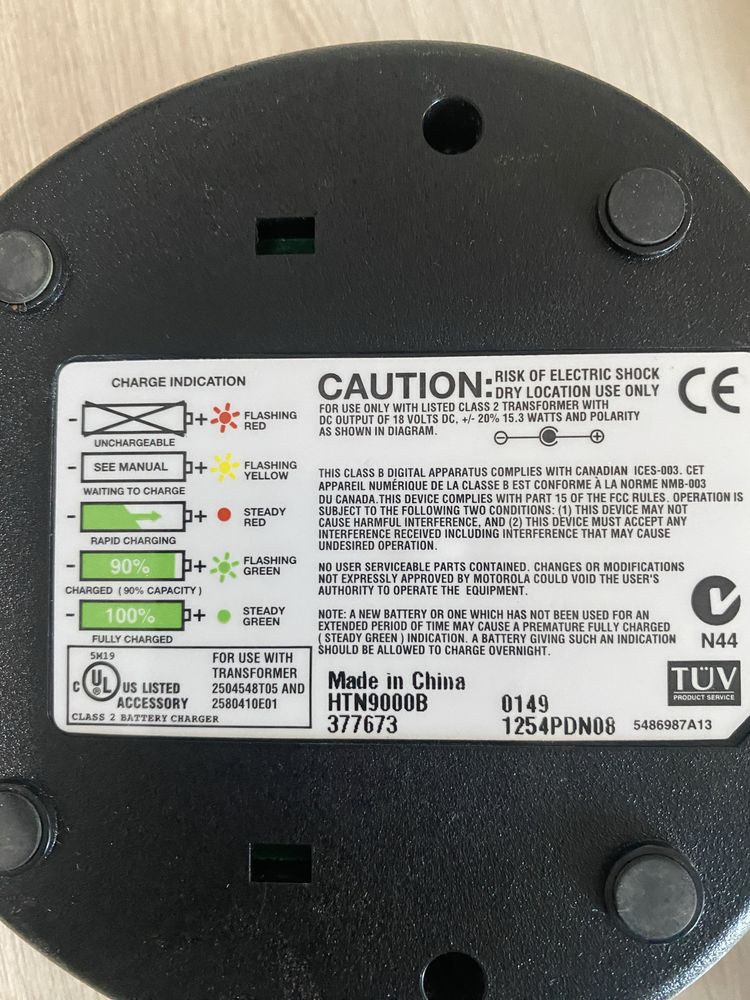 CHARGE INDICATION
- + FLASHING RED
UNCHARGEABLE
- SEE MANUAL + FLASHING YELLOW
WAITING TO CHARGE
- + STEADY RED
RAPID CHARGING
- 90% + FLASHING GREEN
CHARGED (90% CAPACITY)
- 100% + STEADY GREEN
FULLY CHARGED
5M19
C UL US LISTED
ACCESSORY
CLASS 2 BATTERY CHARGER
FOR USE WITH
TRANSFORMER
2504548T05 AND
2580410E01
CAUTION: RISK OF ELECTRIC SHOCK
DRY LOCATION USE ONLY
FOR USE ONLY WITH LISTED CLASS 2 TRANSFORMER WITH
DC OUTPUT OF 18 VOLTS DC, +/- 20% 15.3 WATTS AND POLARITY
AS SHOWN IN DIAGRAM.
CE
THIS CLASS B DIGITAL APPARATUS COMPLIES WITH CANADIAN ICES-003. CET
APPAREIL NUMÉRIQUE DE LA CLASSE B EST CONFORME À LA NORME NMB-003
DU CANADA.THIS DEVICE COMPLIES WITH PART 15 OF THE FCC RULES. OPERATION IS
SUBJECT TO THE FOLLOWING TWO CONDITIONS: (1) THIS DEVICE MAY NOT
CAUSE HARMFUL INTERFERENCE, AND (2) THIS DEVICE MUST ACCEPT ANY
INTERFERENCE RECEIVED INCLUDING INTERFERENCE THAT MAY CAUSE
UNDESIRED OPERATION.
NO USER SERVICEABLE PARTS CONTAINED. CHANGES OR MODIFICATIONS
NOT EXPRESSLY APPROVED BY MOTOROLA COULD VOID THE USER'S
AUTHORITY TO OPERATE THE EQUIPMENT.
NOTE: A NEW BATTERY OR ONE WHICH HAS NOT BEEN USED FOR AN
EXTENDED PERIOD OF TIME MAY CAUSE A PREMATURE FULLY CHARGED
(STEADY GREEN) INDICATION. A BATTERY GIVING SUCH AN INDICATION
SHOULD BE ALLOWED TO CHARGE OVERNIGHT.
N44
Made in China
HTN9000B 0149
377673 1254PDN08 5486987A13
TÜV
PRODUCT SERVICE